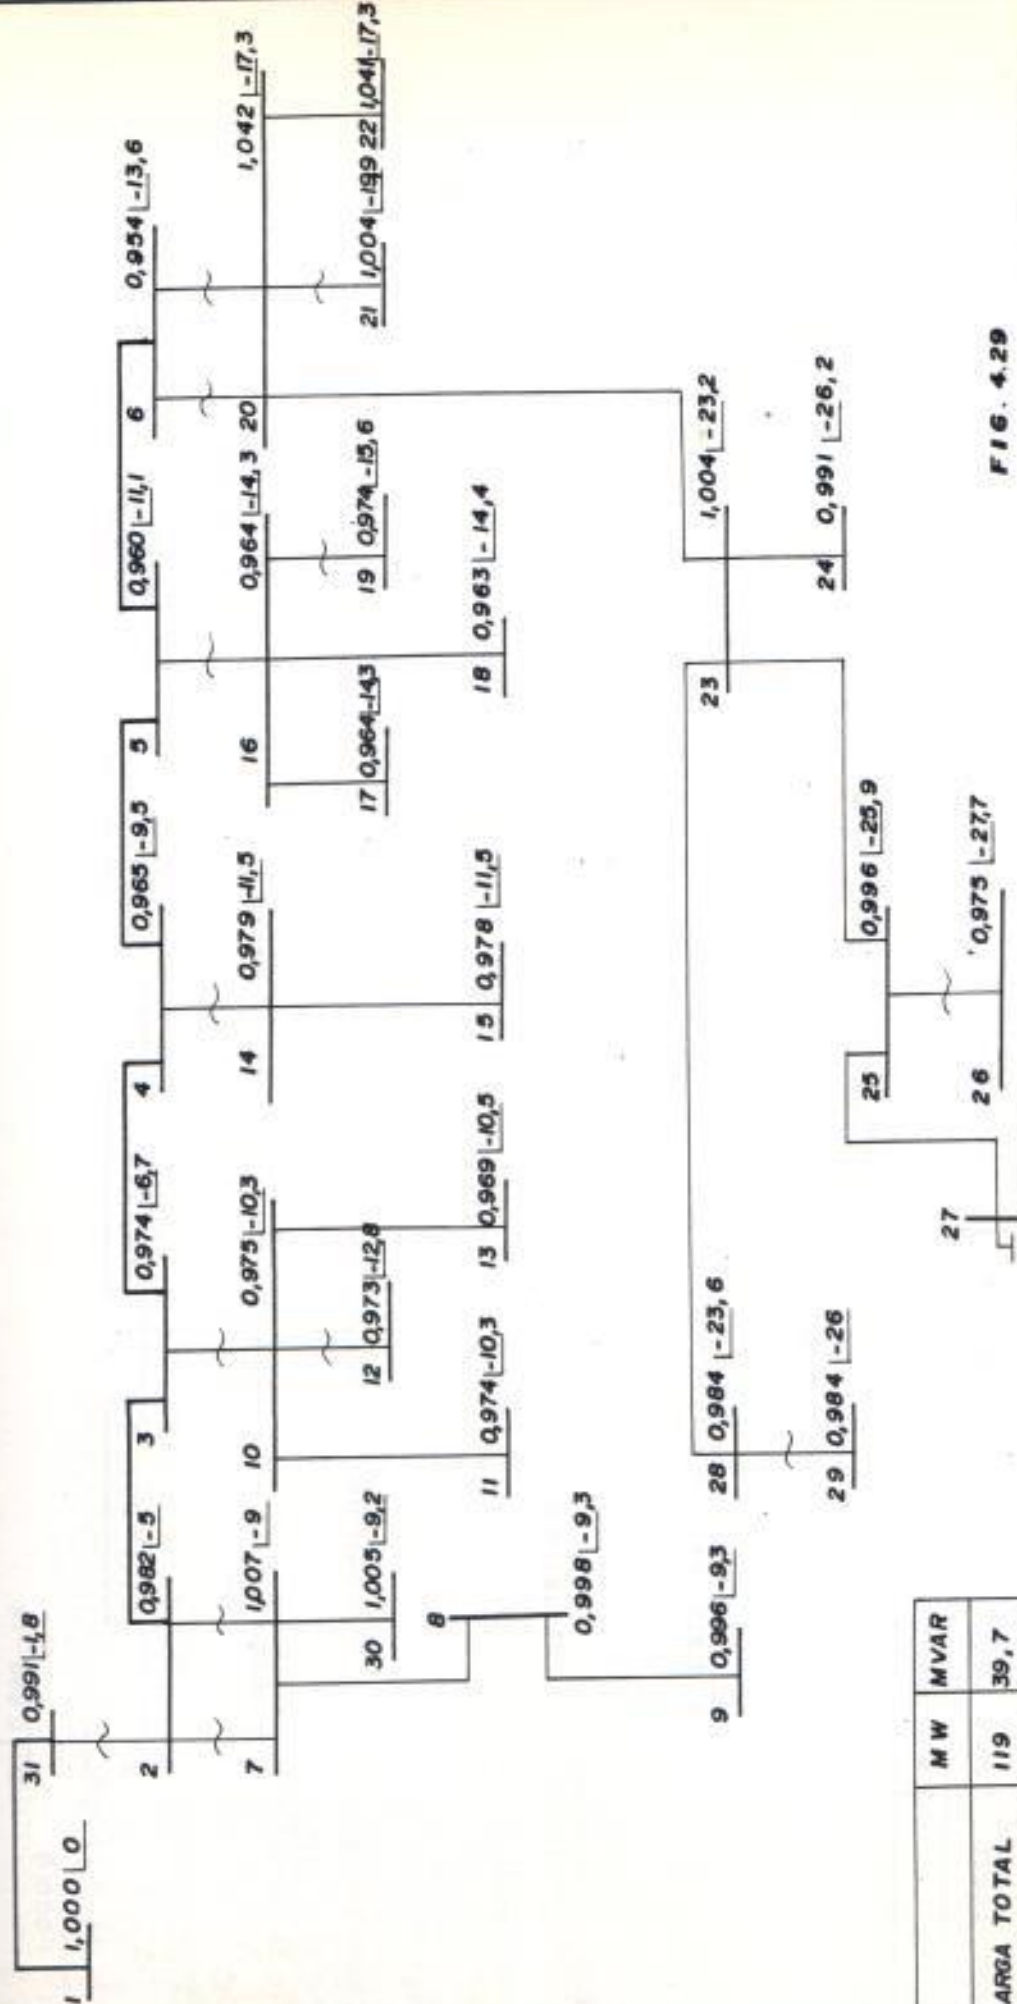 1 1,000 |0
31 0,991 |-1,8
2 0,982 |-5
3 0,974 |-6,7
4 0,965 |-9,5
5 0,960 |-11,1
6 0,954 |-13,6
7 1,007 |-9
10 0,975 |-10,3
14 0,979 |-11,5
16 0,964 |-14,3
20 1,042 |-17,3
30 1,005 |-9,2
12 0,973 |-12,8
17 0,964 |-14,3
19 0,974 |-15,6
21 1,004 |-19,9
22 1,041 |-17,3
8 0,998 |-9,3
11 0,974 |-10,3
13 0,969 |-10,5
15 0,978 |-11,5
18 0,963 |-14,4
9 0,996 |-9,3
28 0,984 |-23,6
23 1,004 |-23,2
29 0,984 |-26
24 0,991 |-26,2
25 0,996 |-25,9
27
26 0,975 |-27,7
MW MVAR
ARGA TOTAL 119 39,7
FIG. 4.29